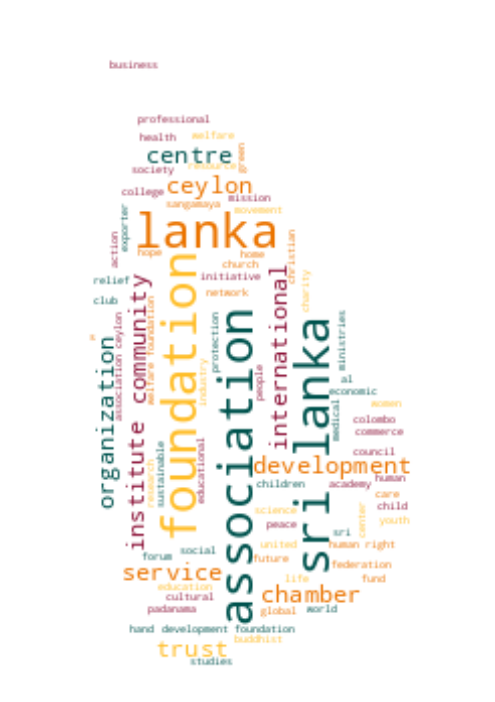 business
professional
health
welfare
centre
green
resource
society
ceylon
college
mission
sangamaya
movement
exporter
lanka
action
hope
home
christian
church
relief
community
initiative
international
charity
foundation
network
club
welfare foundation
association ceylon
protection
association
sri lanka
ministries
organization
institute
industry
people
al
economic
medical
women
colombo
commerce
council
development
research
sustainable
educational
children
academy
human
care
child
science
center
youth
peace
sri
united
human right
forum
social
future
federation
service
life
fund
education
chamber
cultural
padanama
global
world
hand
development foundation
buddhist
trust
studies